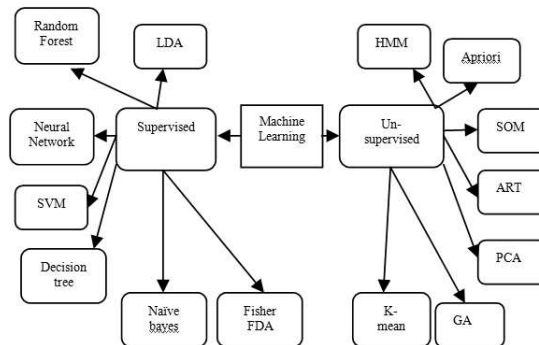 Random
Forest
LDA
HMM
Apriori
Neural
Network
Supervised
Machine
Learning
Un-
supervised
SOM
SVM
ART
Decision
tree
PCA
Naïve
bayes
Fisher
FDA
K-
mean
GA